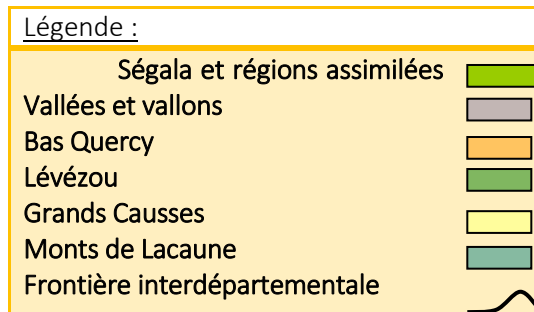 Légende :
Ségala et régions assimilées
Vallées et vallons
Bas Quercy
Lévézou
Grands Causses
Monts de Lacaune
Frontière interdépartementale